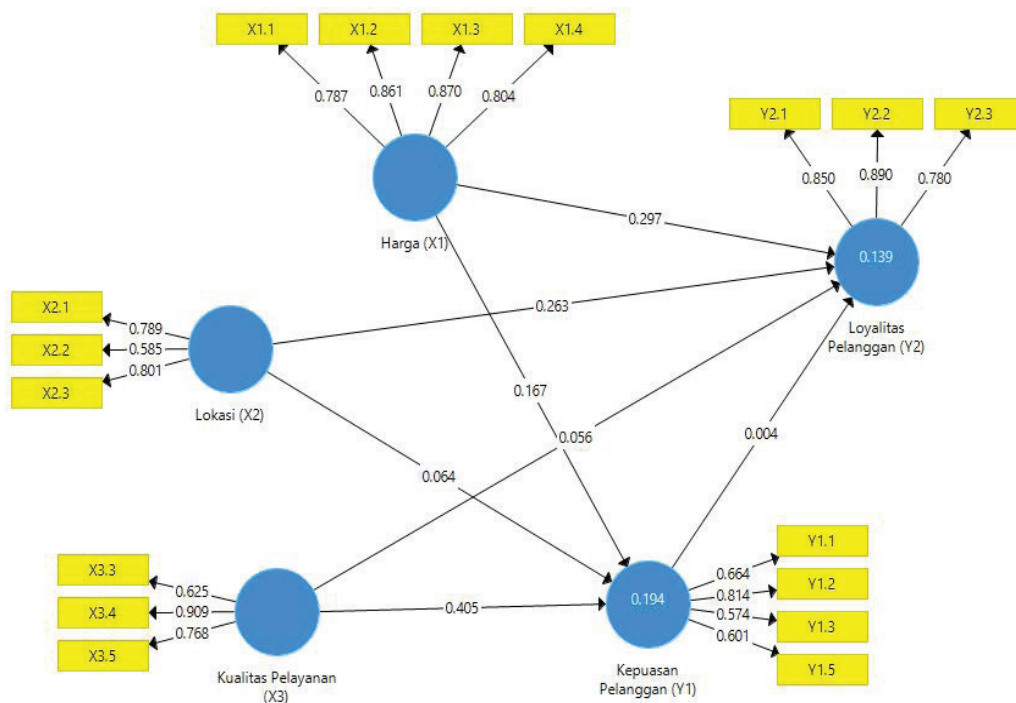 X1.1
X1.2
X1.3
X1.4
0.787
0.861
0.870
0.804
Harga (X1)
Y2.1
Y2.2
Y2.3
0.850
0.890
0.780
0.139
Loyalitas
Pelanggan (Y2)
0.297
0.263
0.167
0.056
0.004
0.064
0.405
X2.1
X2.2
X2.3
0.789
0.585
0.801
Lokasi (X2)
X3.3
X3.4
X3.5
0.625
0.909
0.768
Kualitas Pelayanan
(X3)
0.194
Kepuasan
Pelanggan (Y1)
0.664
0.814
0.574
0.601
Y1.1
Y1.2
Y1.3
Y1.5